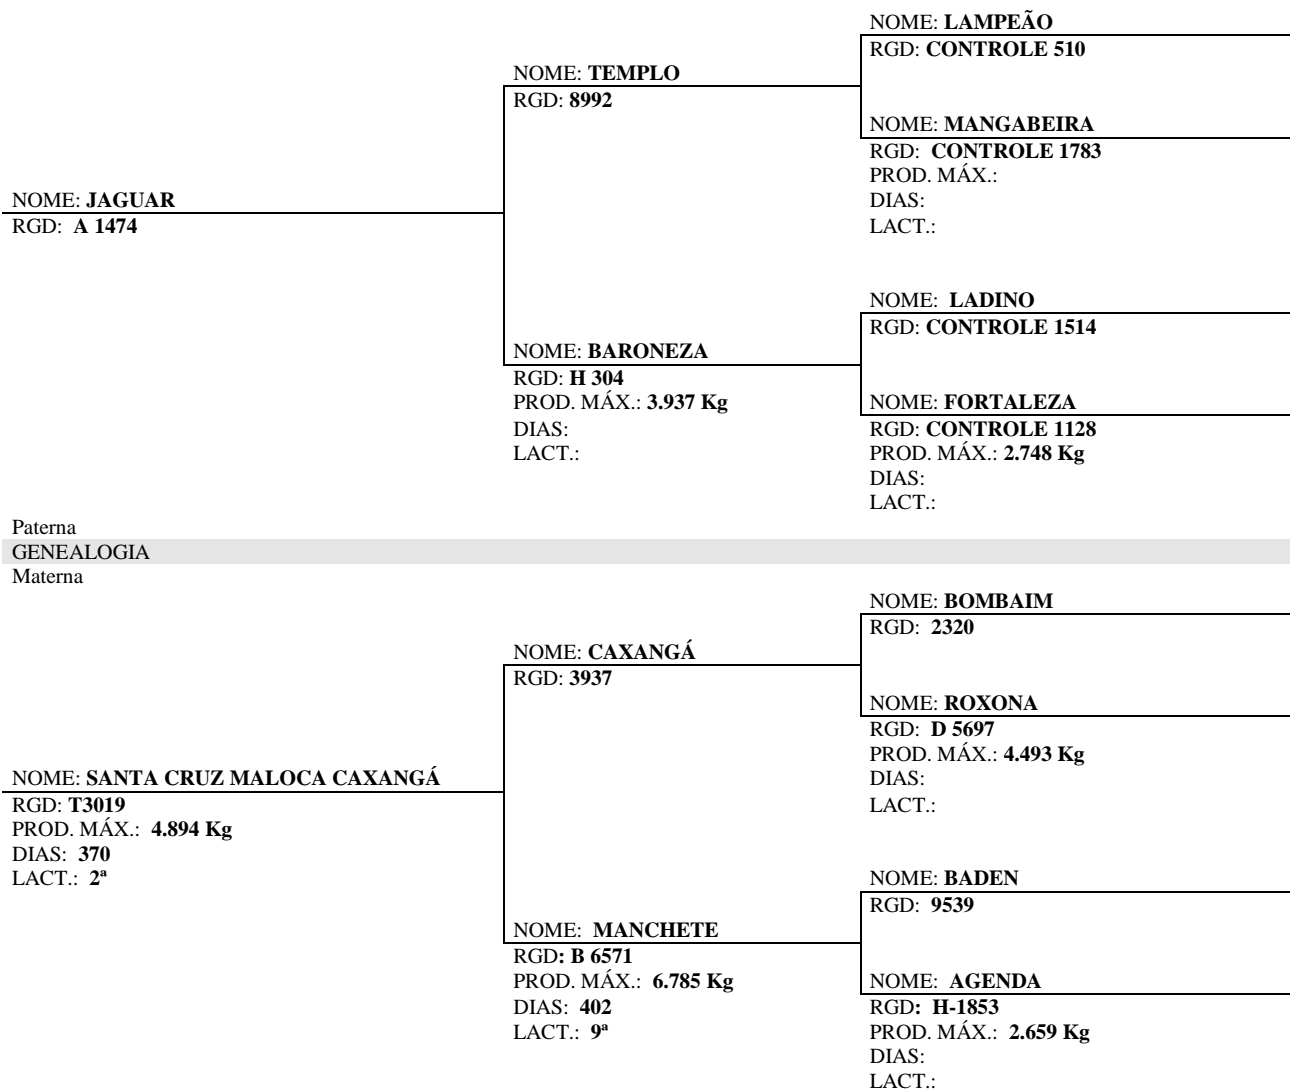 NOME: LAMPEÃO
RGD: CONTROLE 510
NOME: TEMPLO
RGD: 8992
NOME: MANGABEIRA
RGD: CONTROLE 1783
PROD. MÁX.:
DIAS:
LACT.:
NOME: JAGUAR
RGD: A 1474
NOME: LADINO
RGD: CONTROLE 1514
NOME: BARONEZA
RGD: H 304
PROD. MÁX.: 3.937 Kg
DIAS:
LACT.:
NOME: FORTALEZA
RGD: CONTROLE 1128
PROD. MÁX.: 2.748 Kg
DIAS:
LACT.:
Paterna
GENEALOGIA
Materna
NOME: BOMBAIM
RGD: 2320
NOME: CAXANGÁ
RGD: 3937
NOME: ROXONA
RGD: D 5697
PROD. MÁX.: 4.493 Kg
DIAS:
LACT.:
NOME: SANTA CRUZ MALOCA CAXANGÁ
RGD: T3019
PROD. MÁX.: 4.894 Kg
DIAS: 370
LACT.: 2ª
NOME: BADEN
RGD: 9539
NOME: MANCHETE
RGD: B 6571
PROD. MÁX.: 6.785 Kg
DIAS: 402
LACT.: 9ª
NOME: AGENDA
RGD: H-1853
PROD. MÁX.: 2.659 Kg
DIAS:
LACT.: